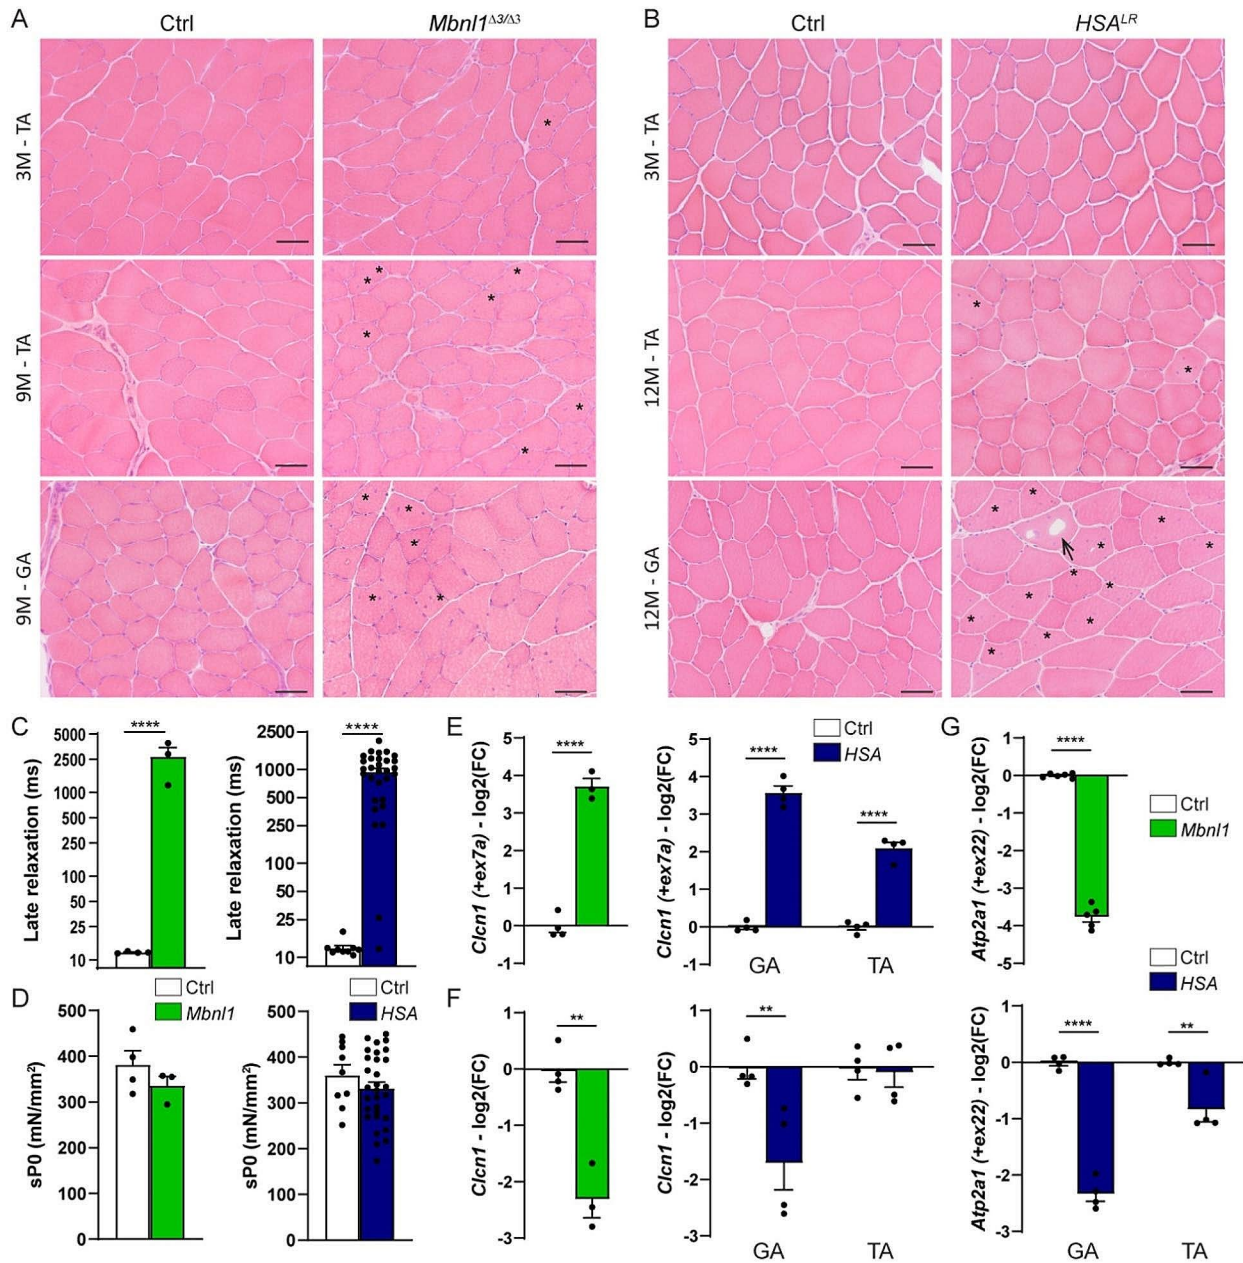 A
Ctrl
Mbnl1Δ3/Δ3
B
Ctrl
HSALR
3M - TA
3M - TA
*
9M - TA
12M - TA
* * * * * * *
* *
9M - GA
12M - GA
* * * * *
* * * * * * * * * * *
C
****
5000
2500
1000
500
250
100
50
25
10
Late relaxation (ms)
****
2500
1000
500
250
100
50
25
10
Late relaxation (ms)
D
Ctrl
Mbnl1
500
400
300
200
100
0
sP0 (mN/mm²)
Ctrl
HSA
500
400
300
200
100
0
sP0 (mN/mm²)
E
****
5
4
3
2
1
0
-1
Clcn1 (+ex7a) - log2(FC)
Ctrl
HSA
****
****
5
4
3
2
1
0
-1
Clcn1 (+ex7a) - log2(FC)
GA TA
F
**
1
0
-1
-2
-3
Clcn1 - log2(FC)
**
1
0
-1
-2
-3
Clcn1 - log2(FC)
GA TA
G
****
1
0
-1
-2
-3
-4
-5
Atp2a1 (+ex22) - log2(FC)
Ctrl
Mbnl1
Ctrl
HSA
****
**
1
0
-1
-2
-3
Atp2a1 (+ex22) - log2(FC)
GA TA